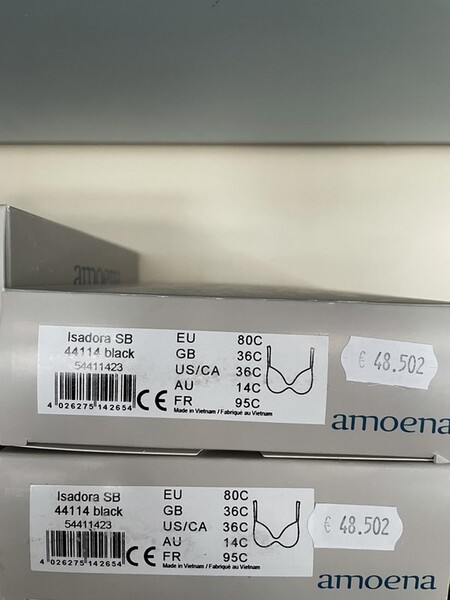 amoena
Isadora SB
44114 black
54411423
4 026275 142654
CE
EU 80C
GB 36C
US/CA 36C
AU 14C
FR 95C
Made in Vietnam / Fabriqué au Vietnam
€ 48.502
amoena
Isadora SB
44114 black
54411423
4 026275 142654
CE
EU 80C
GB 36C
US/CA 36C
AU 14C
FR 95C
Made in Vietnam / Fabriqué au Vietnam
€ 48.502
amoena